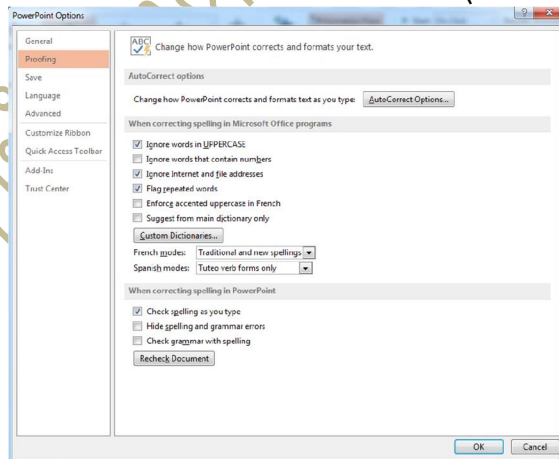 PowerPoint Options
General
Proofing
Save
Language
Advanced
Customize Ribbon
Quick Access Toolbar
Add-Ins
Trust Center
ABC
Change how PowerPoint corrects and formats your text.
AutoCorrect options
Change how PowerPoint corrects and formats text as you type: AutoCorrect Options...
When correcting spelling in Microsoft Office programs
Ignore words in UPPERCASE
Ignore words that contain numbers
Ignore Internet and file addresses
Flag repeated words
Enforce accented uppercase in French
Suggest from main dictionary only
Custom Dictionaries...
French modes: Traditional and new spellings
Spanish modes: Tuteo verb forms only
When correcting spelling in PowerPoint
Check spelling as you type
Hide spelling and grammar errors
Check grammar with spelling
Recheck Document
OK Cancel